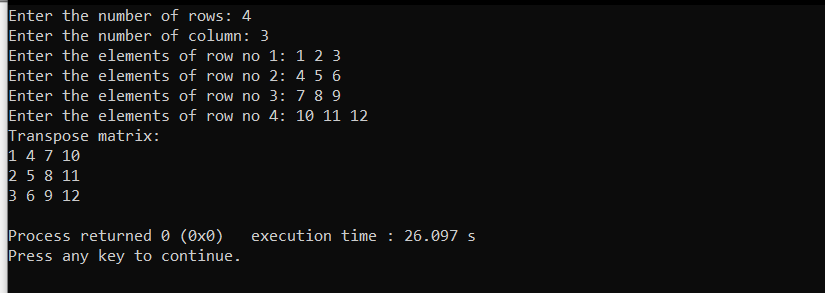 Enter the number of rows: 4
Enter the number of column: 3
Enter the elements of row no 1: 1 2 3
Enter the elements of row no 2: 4 5 6
Enter the elements of row no 3: 7 8 9
Enter the elements of row no 4: 10 11 12
Transpose matrix:
1 4 7 10
2 5 8 11
3 6 9 12

Process returned 0 (0x0)   execution time : 26.097 s
Press any key to continue.